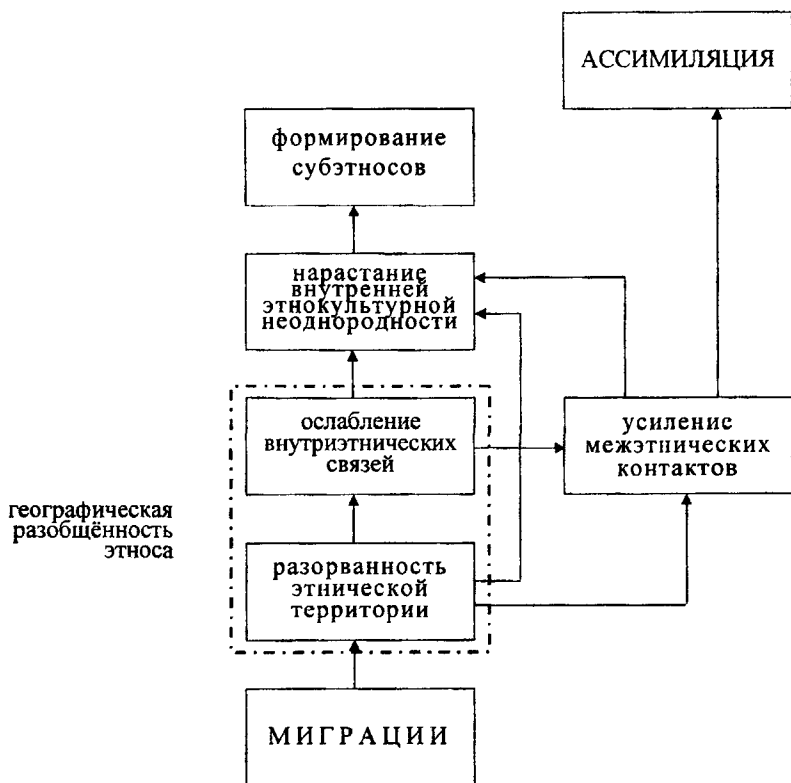 АССИМИЛЯЦИЯ
формирование
субэтносов
нарастание
внутренней
этнокультурной
неоднородности
ослабление
внутриэтнических
связей
усиление
межэтнических
контактов
географическая
разобщённость
этноса
разорванность
этнической
территории
МИГРАЦИИ